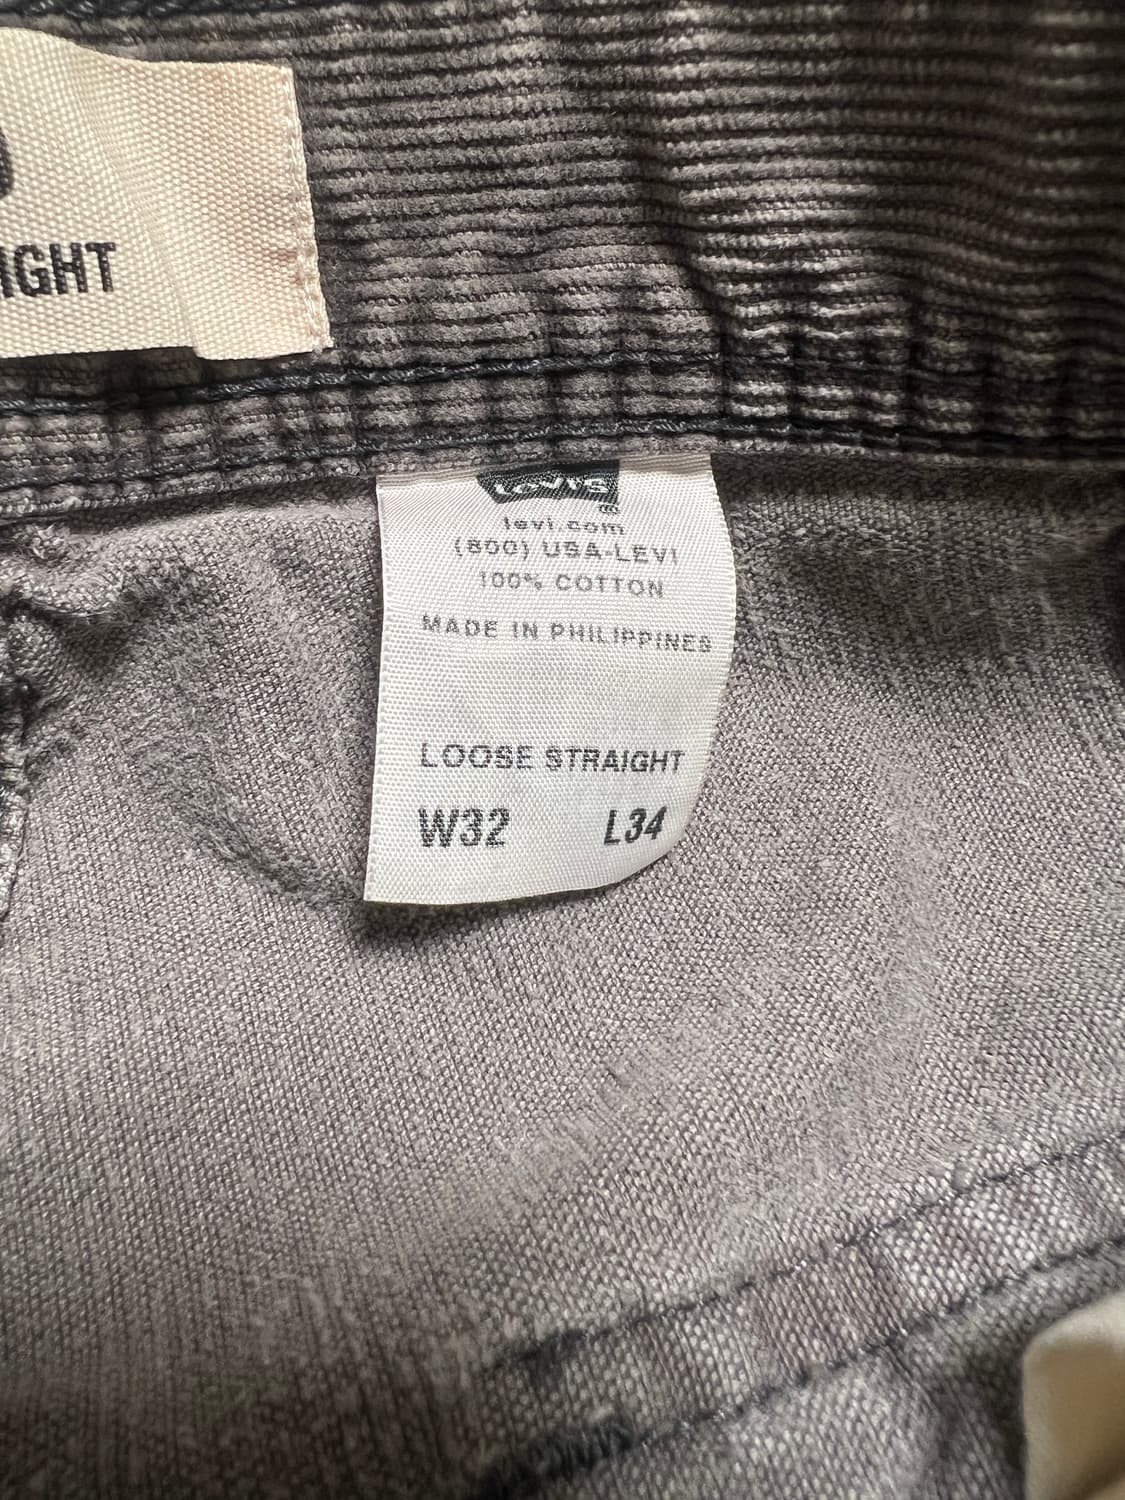 IGHT
LEVI'S
®
levi.com
(800) USA-LEVI
100% COTTON
MADE IN PHILIPPINES
LOOSE STRAIGHT
W32 L34